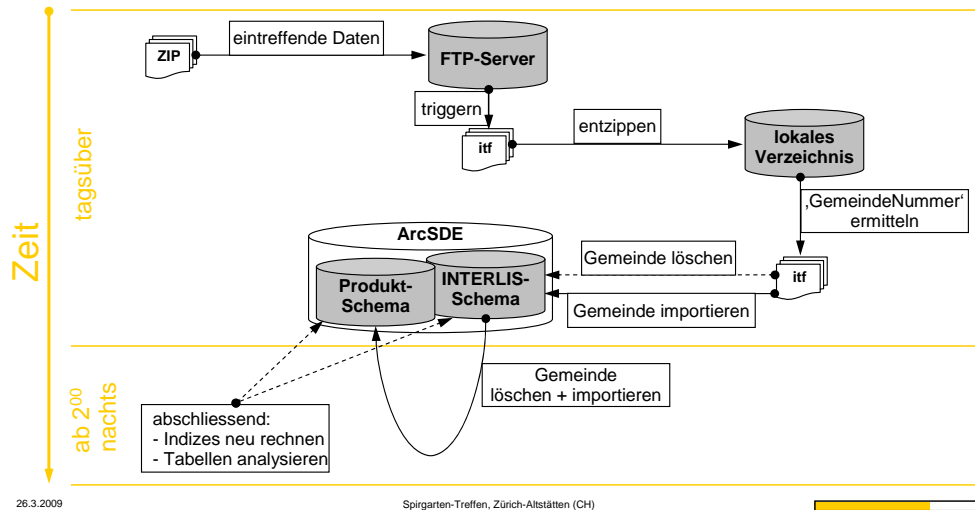 Zeit
tagsüber
ZIP
eintreffende Daten
FTP-Server
triggern
itf
entzippen
lokales
Verzeichnis
‚GemeindeNummer‘
ermitteln
itf
Gemeinde löschen
Gemeinde importieren
ArcSDE
Produkt-
Schema
INTERLIS-
Schema
ab 2⁰⁰
nachts
Gemeinde
löschen + importieren
abschliessend:
- Indizes neu rechnen
- Tabellen analysieren
26.3.2009
Spirgarten-Treffen, Zürich-Altstätten (CH)